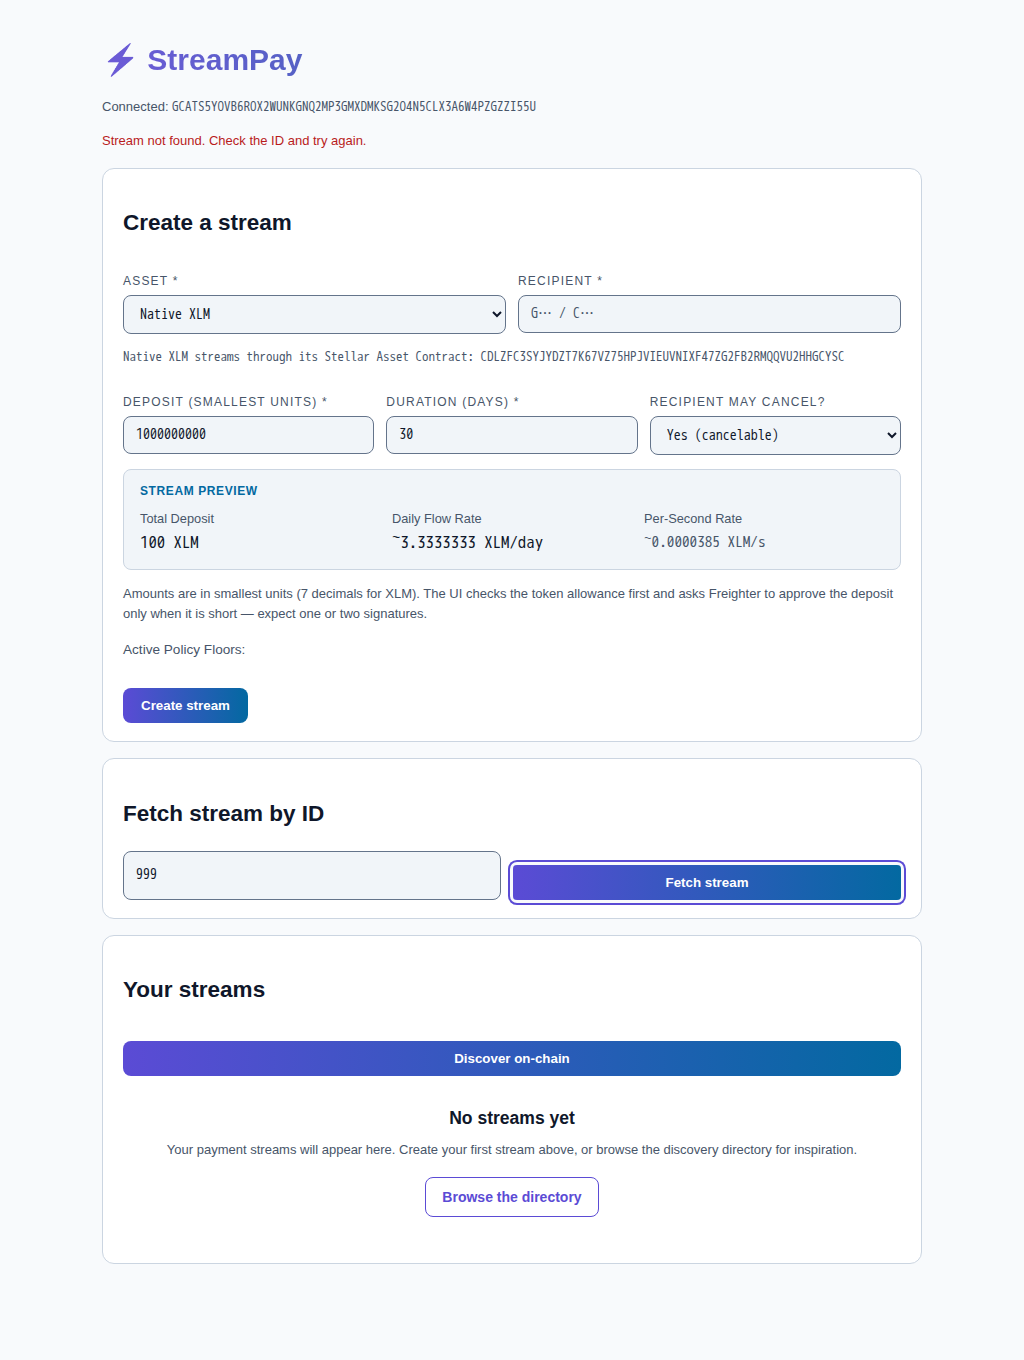 ⚡ StreamPay
Connected: GCATS5YOVB6ROX2WUNKGNQ2MP3GMXDMKSG2O4N5CLX3A6W4PZGZZI55U
Stream not found. Check the ID and try again.
Create a stream
ASSET * RECIPIENT *
Native XLM G… / C…
Native XLM streams through its Stellar Asset Contract: CDLZFC3SYJYDZT7K67VZ75HPJVIEUVNIXF47ZG2FB2RMQQVU2HHGCYSC
DEPOSIT (SMALLEST UNITS) * DURATION (DAYS) * RECIPIENT MAY CANCEL?
1000000000 30 Yes (cancelable)
STREAM PREVIEW
Total Deposit Daily Flow Rate Per-Second Rate
100 XLM ~3.3333333 XLM/day ~0.0000385 XLM/s
Amounts are in smallest units (7 decimals for XLM). The UI checks the token allowance first and asks Freighter to approve the deposit
only when it is short — expect one or two signatures.
Active Policy Floors:
Create stream
Fetch stream by ID
999 Fetch stream
Your streams
Discover on-chain
No streams yet
Your payment streams will appear here. Create your first stream above, or browse the discovery directory for inspiration.
Browse the directory